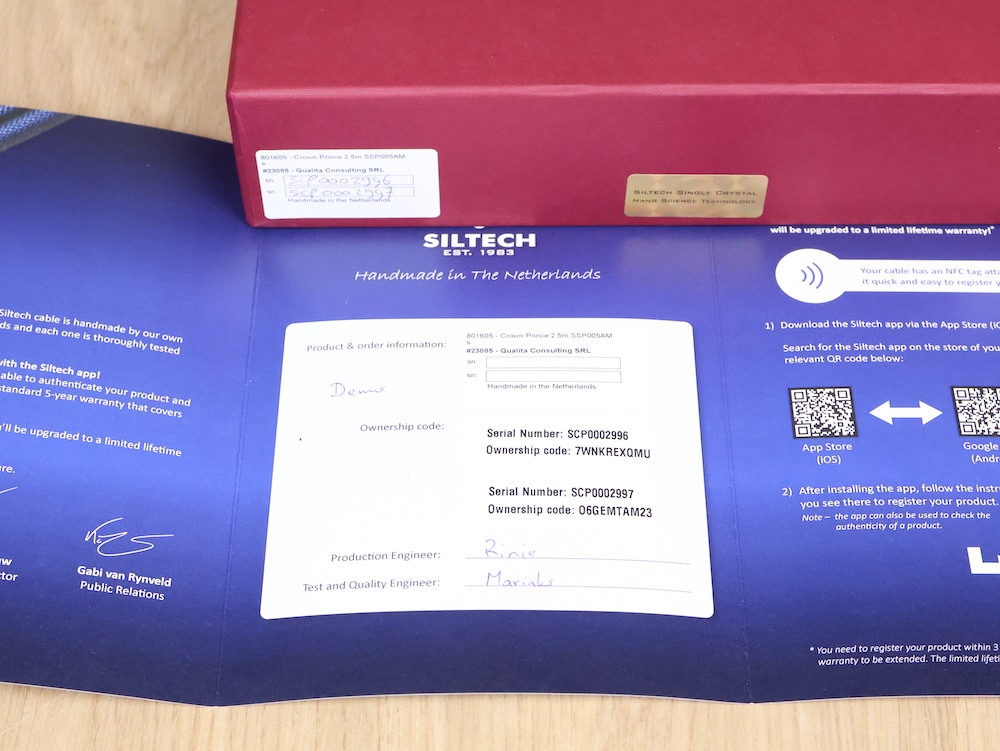 801605 - Crown Prince 2.5m SSP005AM
s
#23085 - Qualita Consulting SRL
sn: SCP0002996
sn: SCP0002997
Handmade in the Netherlands
SILTECH SINGLE CRYSTAL
NANO SCIENCE TECHNOLOGY
Siltech cable is handmade by our own
ds and each one is thoroughly tested
with the Siltech app!
able to authenticate your product and
standard 5-year warranty that covers
'll be upgraded to a limited lifetime
re.
Gabi van Rynveld
Public Relations
SILTECH
EST. 1983
Handmade in The Netherlands
Product & order information:
801605 - Crown Prince 2.5m SSP005AM
s
#23085 - Qualita Consulting SRL
sn:
sn:
Handmade in the Netherlands
Ownership code:
Serial Number: SCP0002996
Ownership code: 7WNKREXQMU
Serial Number: SCP0002997
Ownership code: O6GEMTAM23
Production Engineer: Rinie
Test and Quality Engineer:
will be upgraded to a limited lifetime warranty!*
Your cable has an NFC tag atta
it quick and easy to register y
1) Download the Siltech app via the App Store (iO
Search for the Siltech app on the store of you
relevant QR code below:
App Store
(iOS)
Google
(Andr
2) After installing the app, follow the instru
you see there to register your product.
Note – the app can also be used to check the
authenticity of a product.
* You need to register your product within 3
warranty to be extended. The limited lifeti